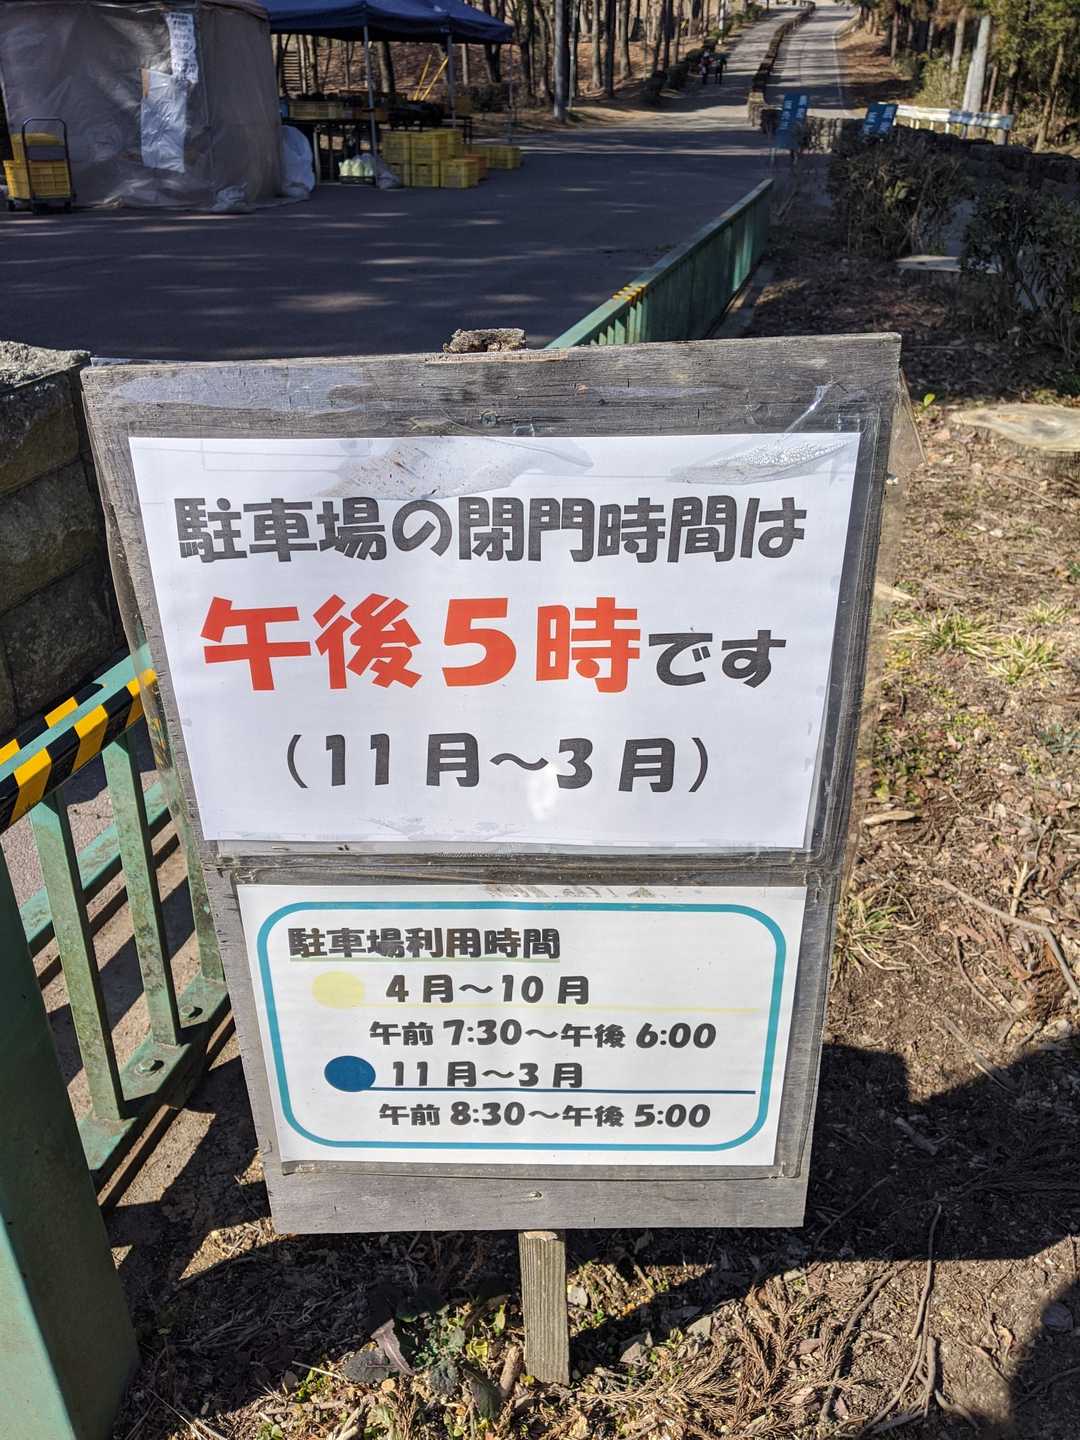 駐車場の閉門時間は
午後5時です
（11月～3月）
駐車場利用時間
4月～10月
午前 7:30～午後 6:00
11月～3月
午前 8:30～午後 5:00